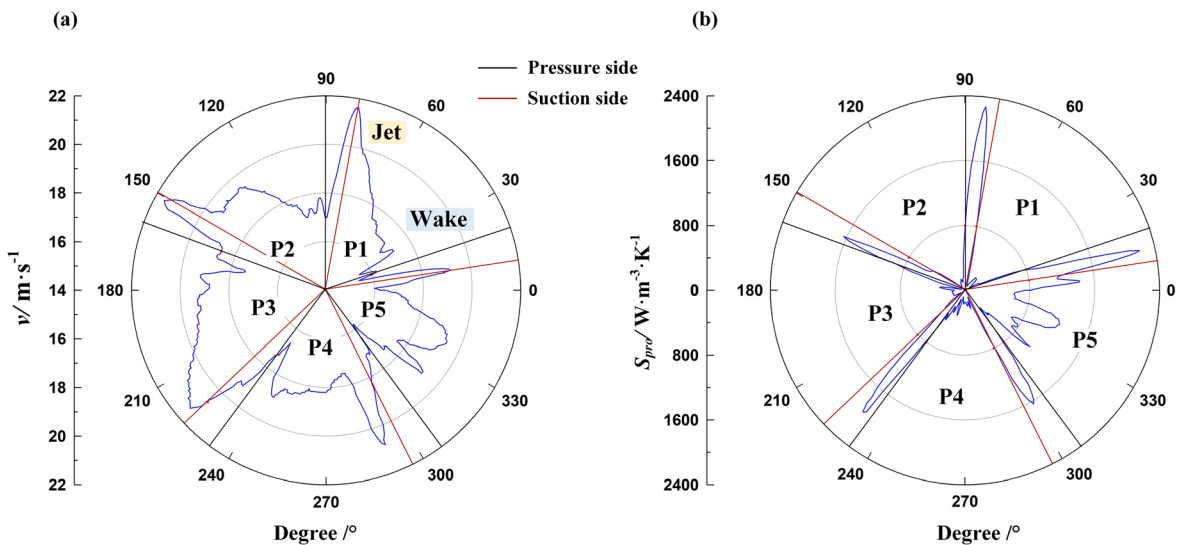 (a)
(b)
Pressure side
Suction side
22
20
18
16
14
16
18
20
22
v/ m·s⁻¹
90
120
60
150
30
180
0
210
330
240
300
270
Jet
Wake
P1
P2
P3
P4
P5
Degree /°
2400
1600
800
0
800
1600
2400
Spro/ W·m⁻³·K⁻¹
90
120
60
150
30
180
0
210
330
240
300
270
P1
P2
P3
P4
P5
Degree /°